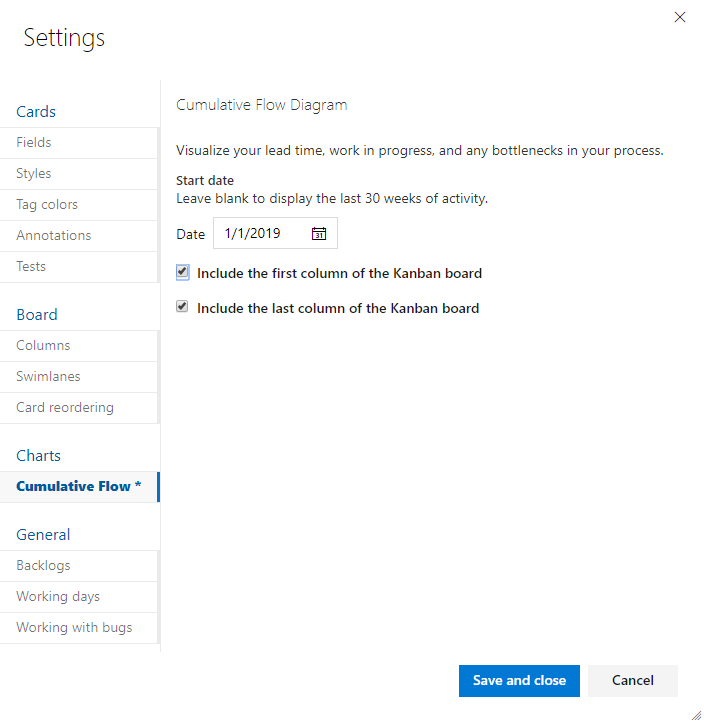 Settings
Cards
Fields
Styles
Tag colors
Annotations
Tests
Board
Columns
Swimlanes
Card reordering
Charts
Cumulative Flow *
General
Backlogs
Working days
Working with bugs
Cumulative Flow Diagram
Visualize your lead time, work in progress, and any bottlenecks in your process.
Start date
Leave blank to display the last 30 weeks of activity.
Date 1/1/2019 31
Include the first column of the Kanban board
Include the last column of the Kanban board
Save and close Cancel